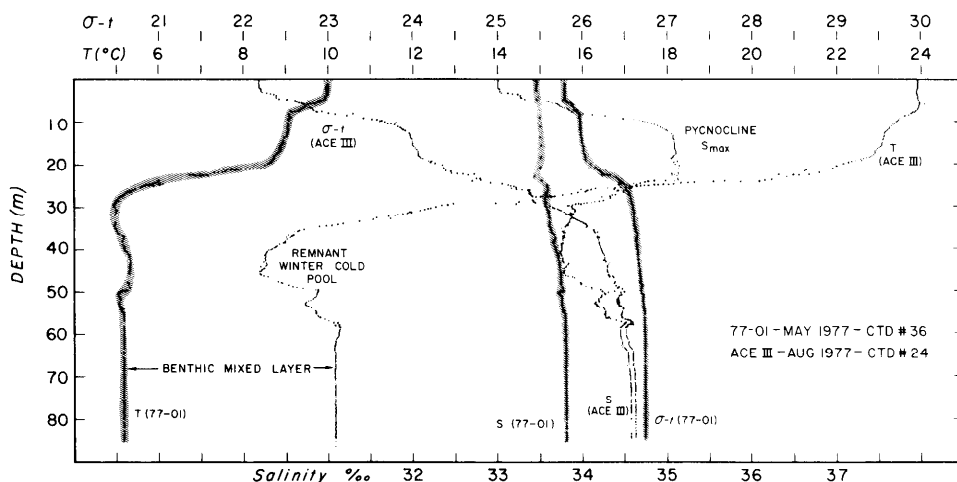 σ-t 21 22 23 24 25 26 27 28 29 30
T(°C) 6 8 10 12 14 16 18 20 22 24
10
20
30
40
50
60
70
80
DEPTH (m)
σ-t
(ACE III)
PYCNOCLINE
Smax
T
(ACE III)
REMNANT
WINTER COLD
POOL
77-01-MAY 1977-CTD #36
ACE III-AUG 1977-CTD #24
BENTHIC MIXED LAYER
T (77-01)
S (77-01)
S
(ACE III)
σ-t (77-01)
Salinity ‰ 32 33 34 35 36 37